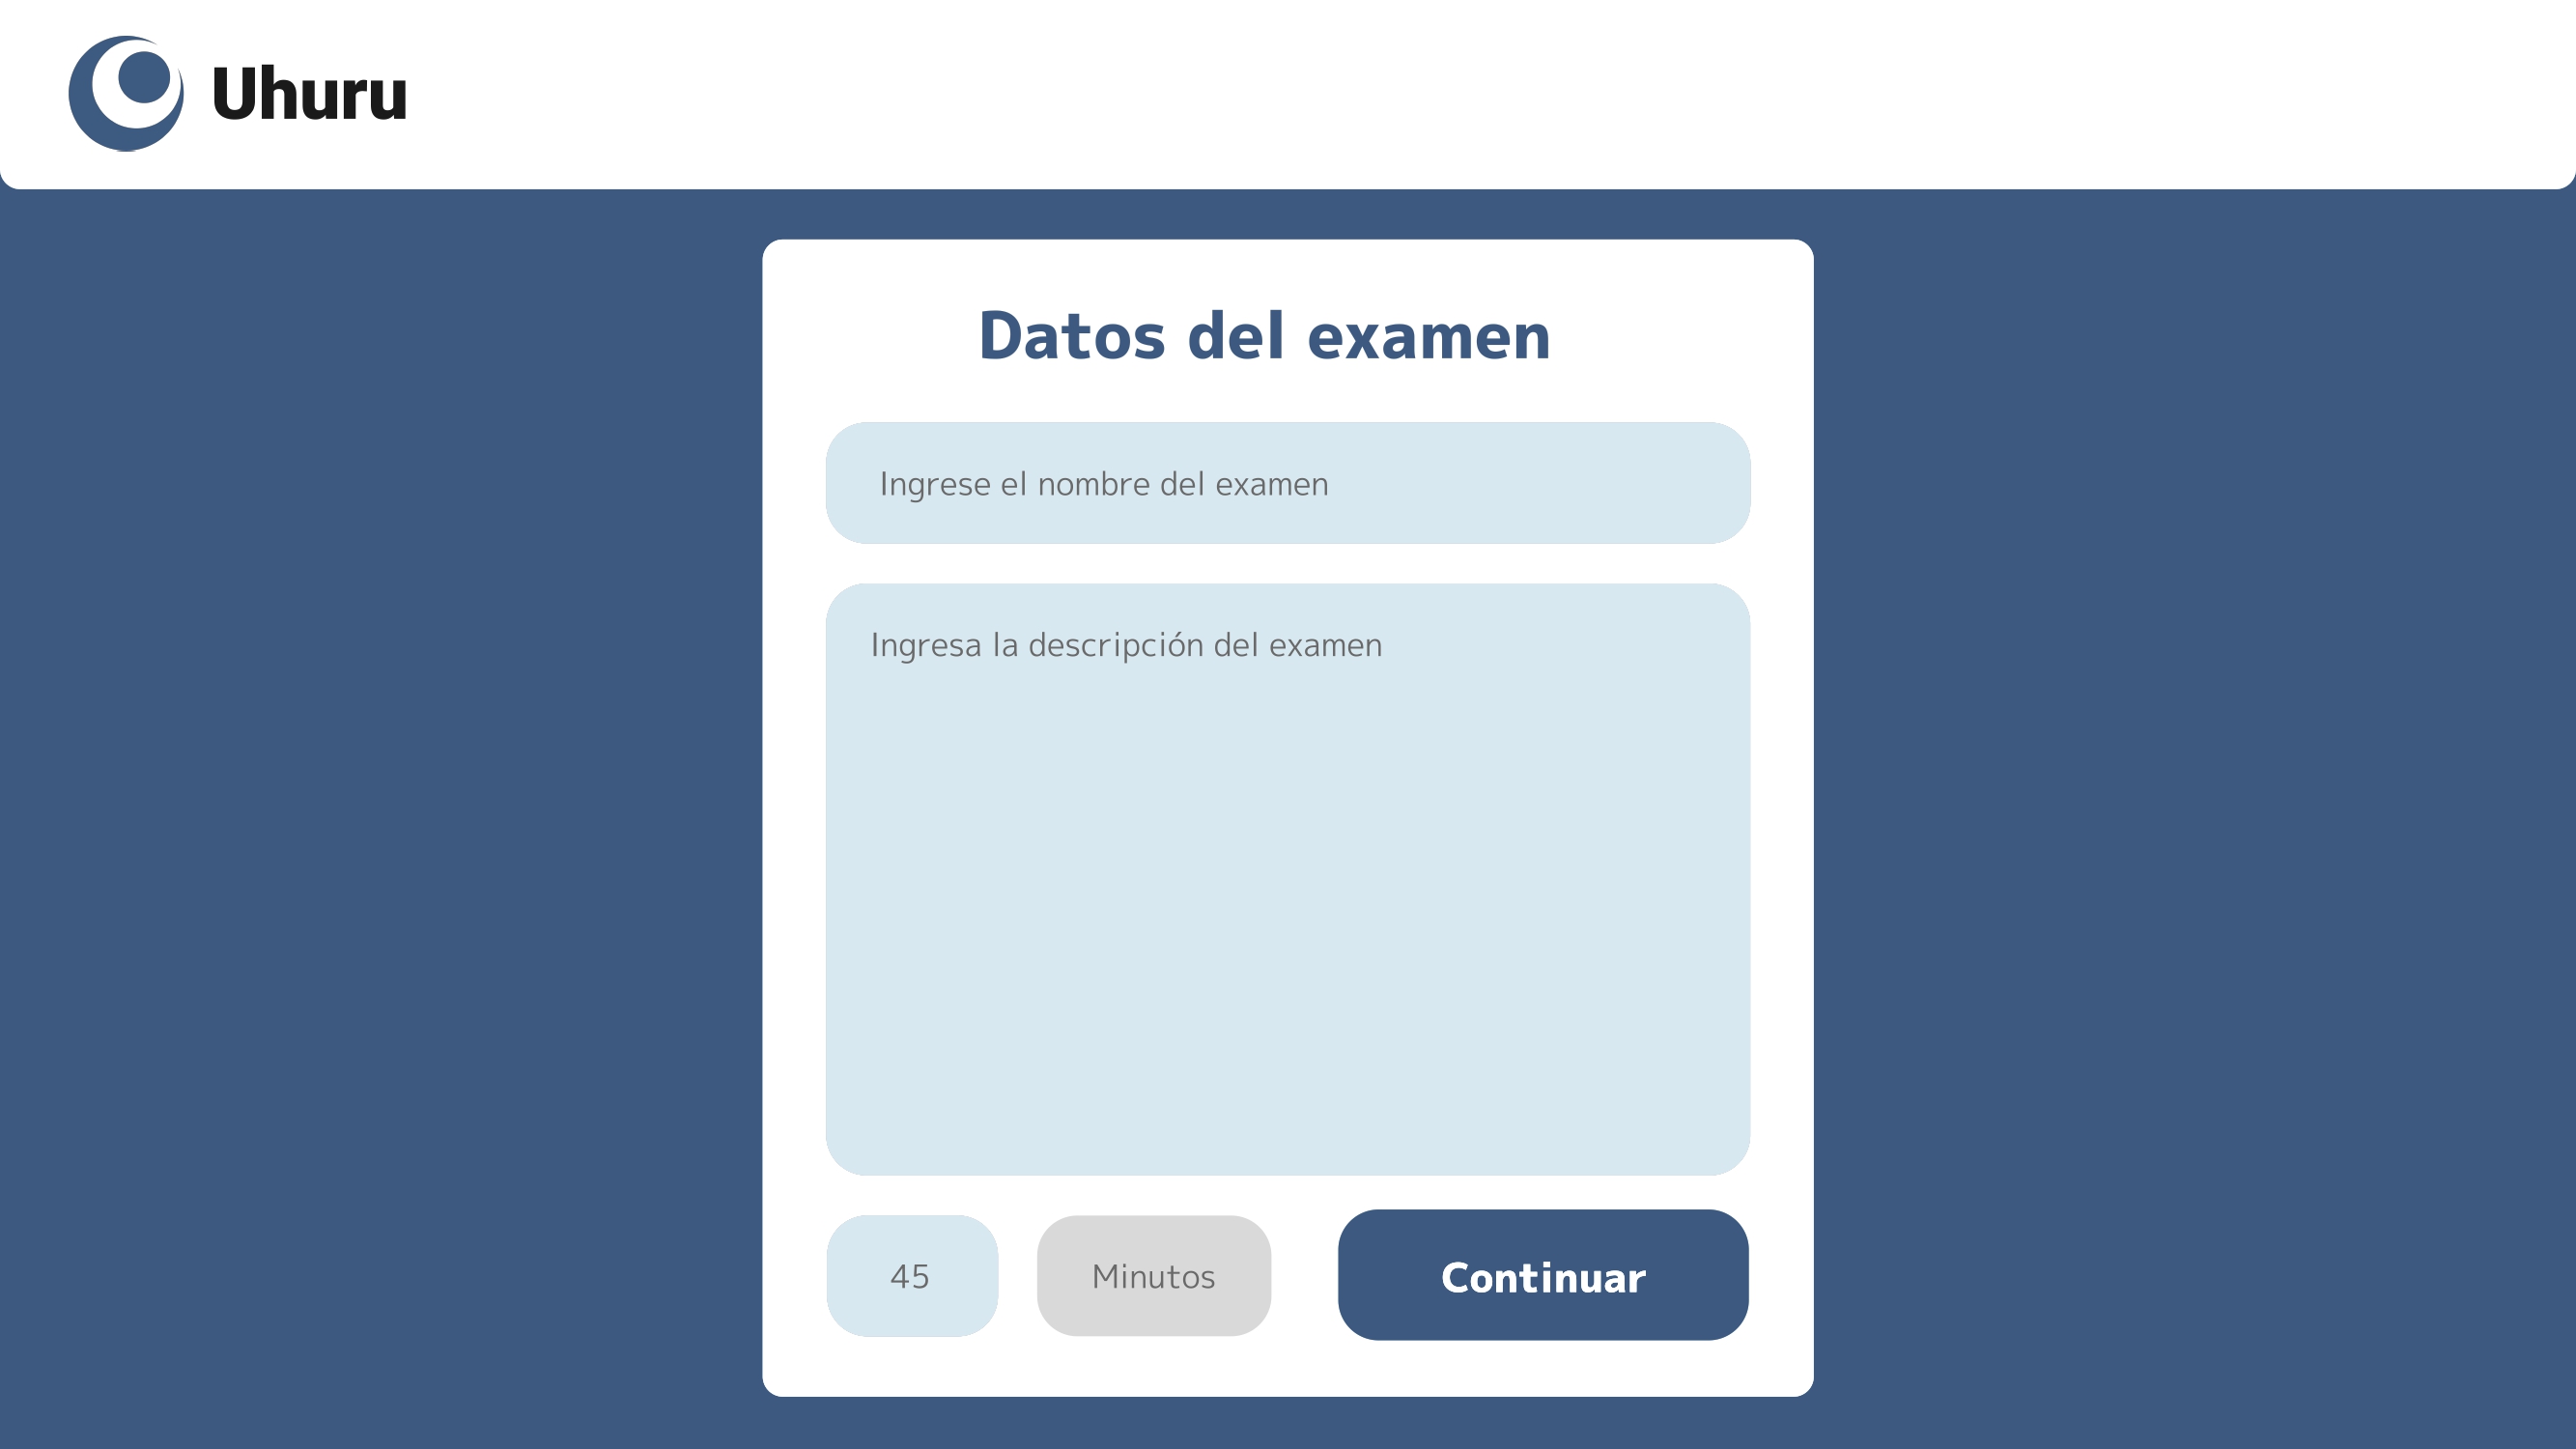 Uhuru
Datos del examen
Ingrese el nombre del examen
Ingresa la descripción del examen
45
Minutos
Continuar